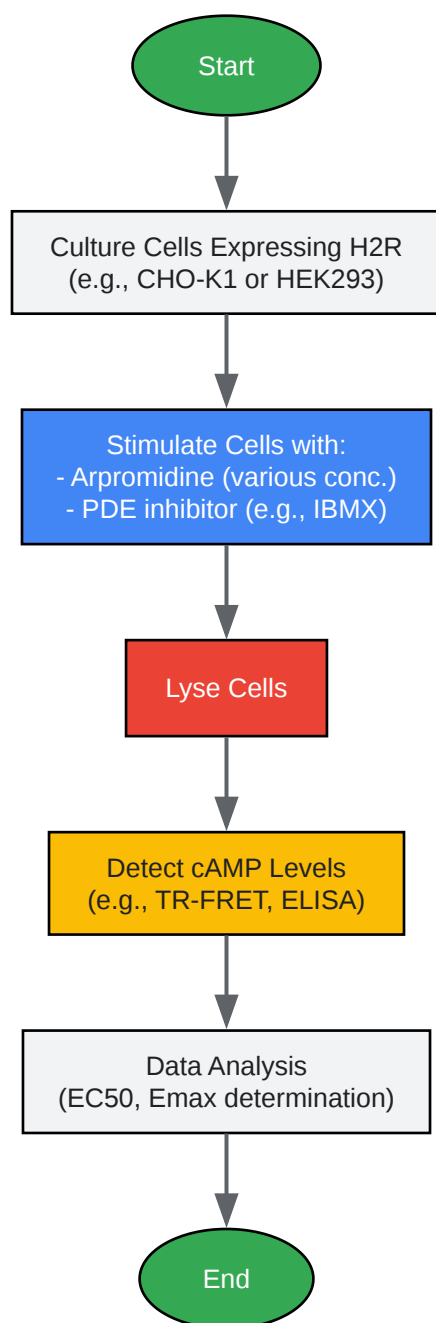 Start
Culture Cells Expressing H2R
(e.g., CHO-K1 or HEK293)
Stimulate Cells with:
- Arpromidine (various conc.)
- PDE inhibitor (e.g., IBMX)
Lyse Cells
Detect cAMP Levels
(e.g., TR-FRET, ELISA)
Data Analysis
(EC50, Emax determination)
End